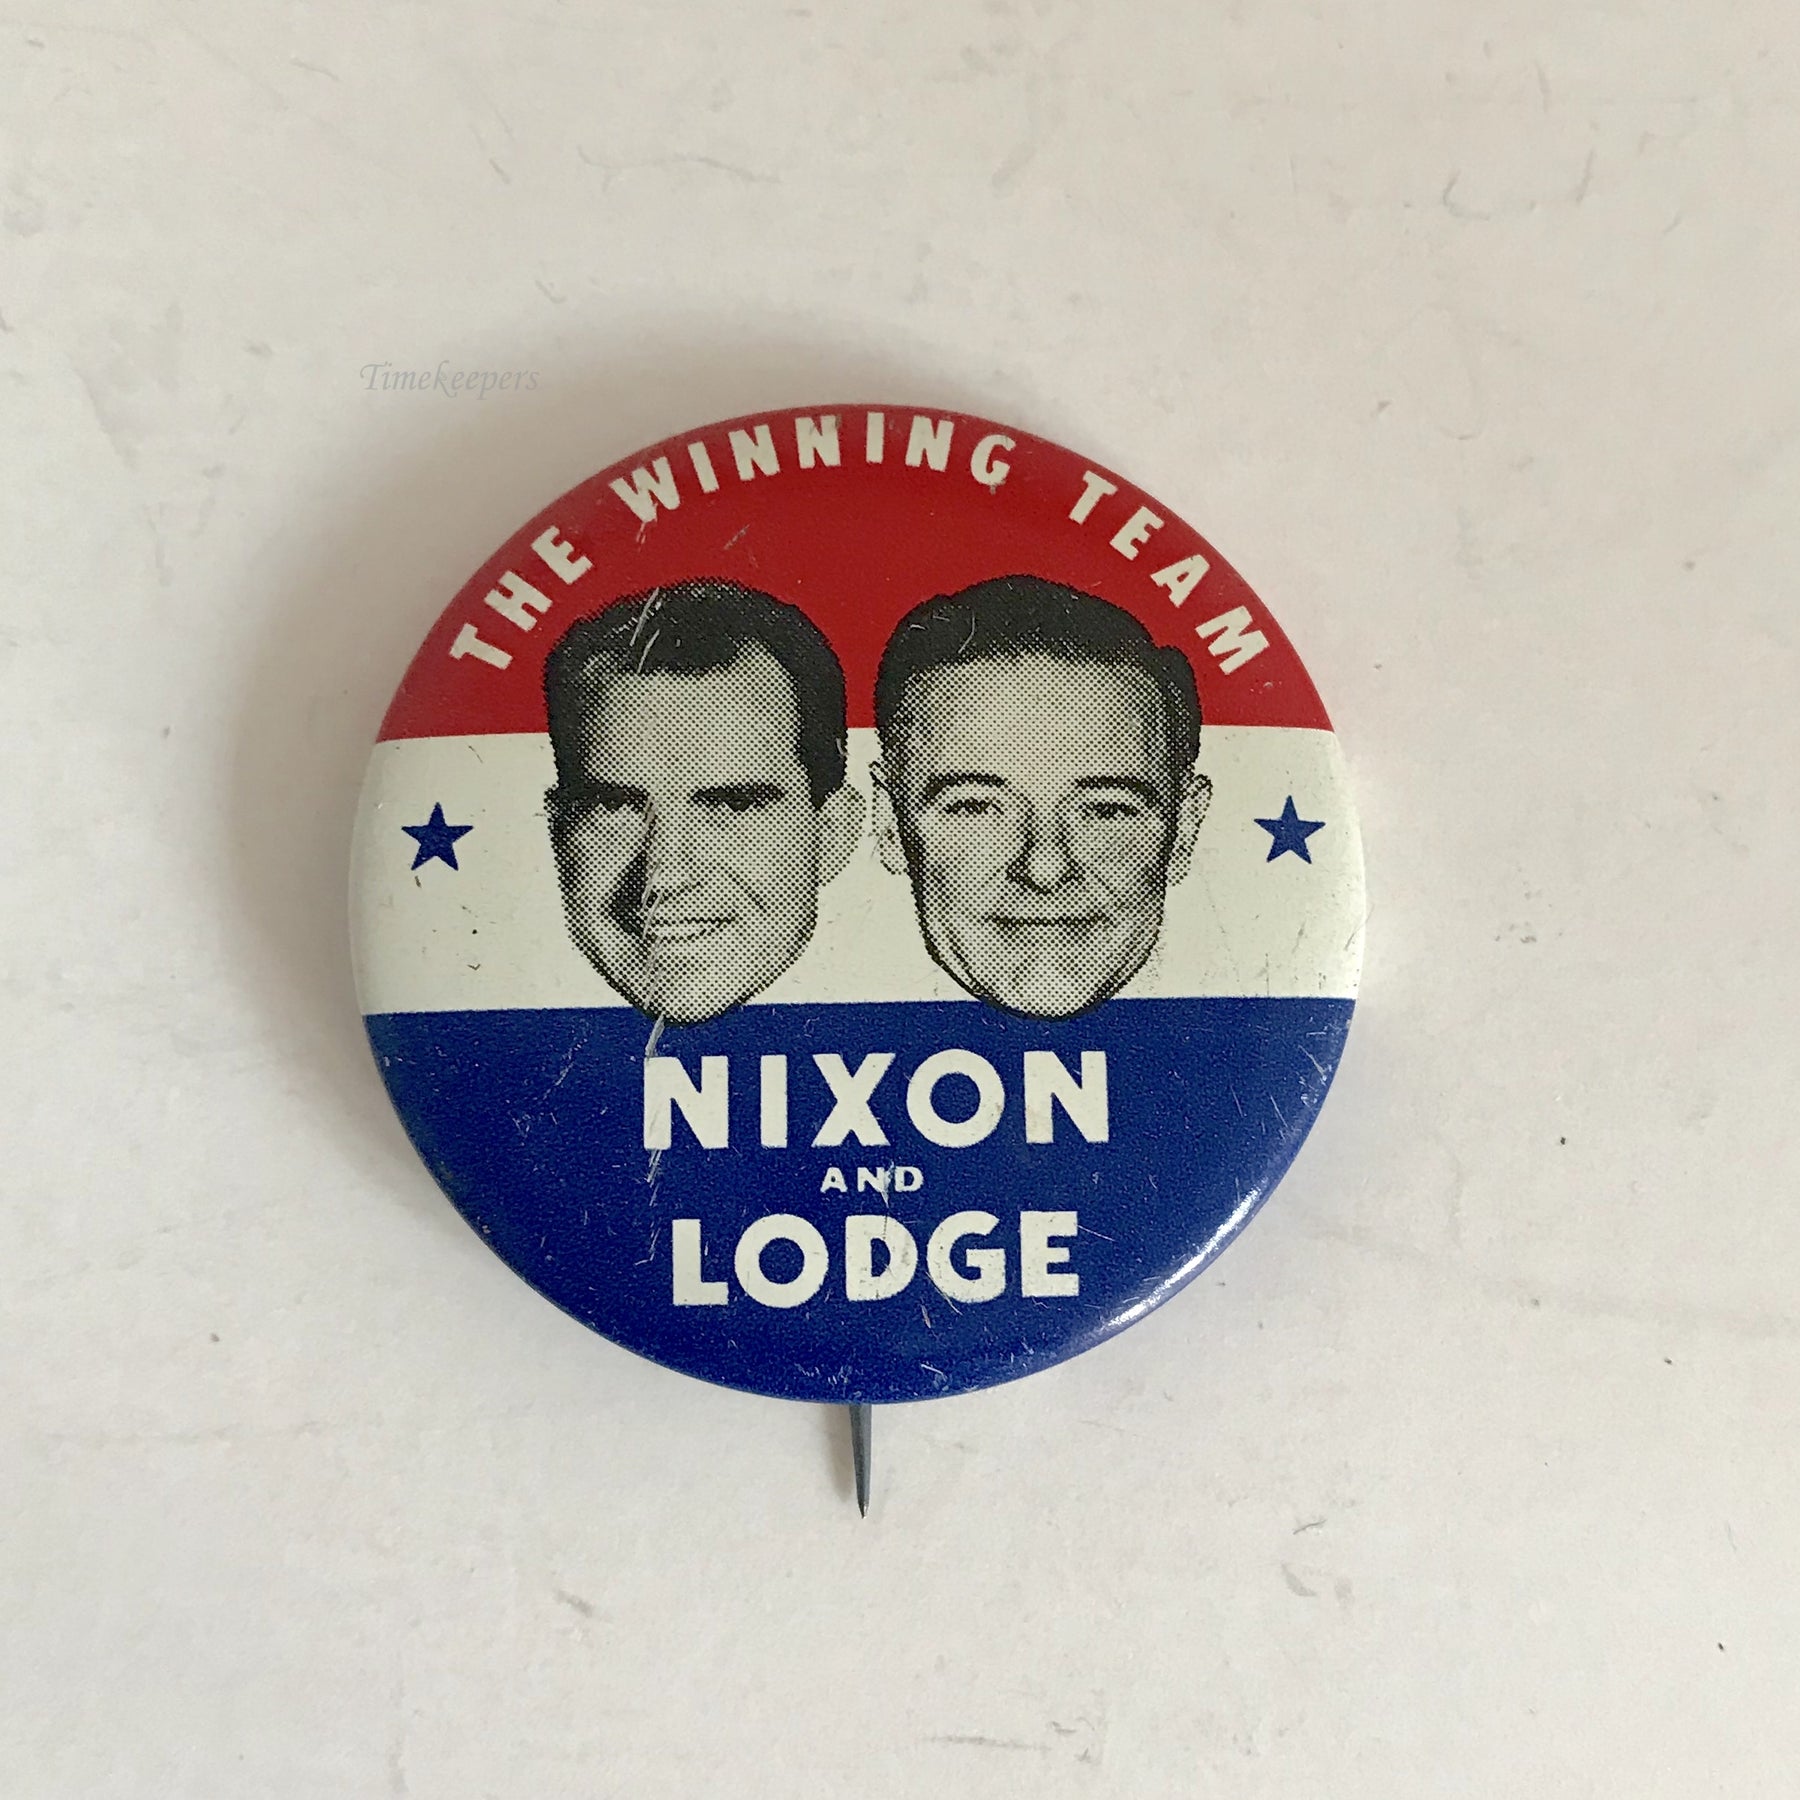 Timekeepers
THE WINNING TEAM
NIXON
AND
LODGE